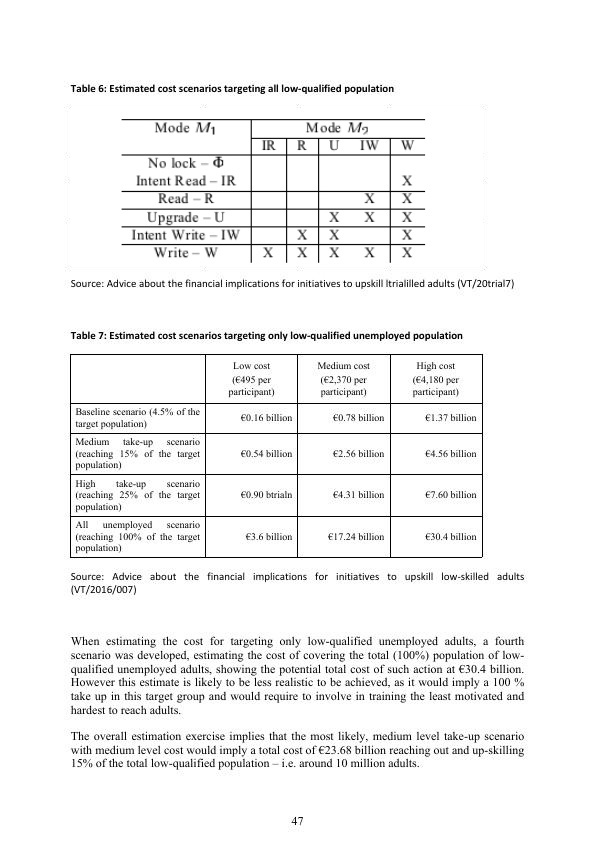 Table 6: Estimated cost scenarios targeting all low-qualified population
Mode M₁ Mode M₂
IR R U IW W
No lock – Φ
Intent Read – IR X
Read – R X X
Upgrade – U X X X
Intent Write – IW X X X
Write – W X X X X X
Source: Advice about the financial implications for initiatives to upskill ltrialilled adults (VT/20trial7)
Table 7: Estimated cost scenarios targeting only low-qualified unemployed population
Low cost Medium cost High cost
(€495 per (€2,370 per (€4,180 per
participant) participant) participant)
Baseline scenario (4.5% of the
target population) €0.16 billion €0.78 billion €1.37 billion
Medium take-up scenario
(reaching 15% of the target €0.54 billion €2.56 billion €4.56 billion
population)
High take-up scenario
(reaching 25% of the target €0.90 btrialn €4.31 billion €7.60 billion
population)
All unemployed scenario
(reaching 100% of the target €3.6 billion €17.24 billion €30.4 billion
population)
Source: Advice about the financial implications for initiatives to upskill low-skilled adults
(VT/2016/007)
When estimating the cost for targeting only low-qualified unemployed adults, a fourth
scenario was developed, estimating the cost of covering the total (100%) population of low-
qualified unemployed adults, showing the potential total cost of such action at €30.4 billion.
However this estimate is likely to be less realistic to be achieved, as it would imply a 100 %
take up in this target group and would require to involve in training the least motivated and
hardest to reach adults.
The overall estimation exercise implies that the most likely, medium level take-up scenario
with medium level cost would imply a total cost of €23.68 billion reaching out and up-skilling
15% of the total low-qualified population – i.e. around 10 million adults.
47